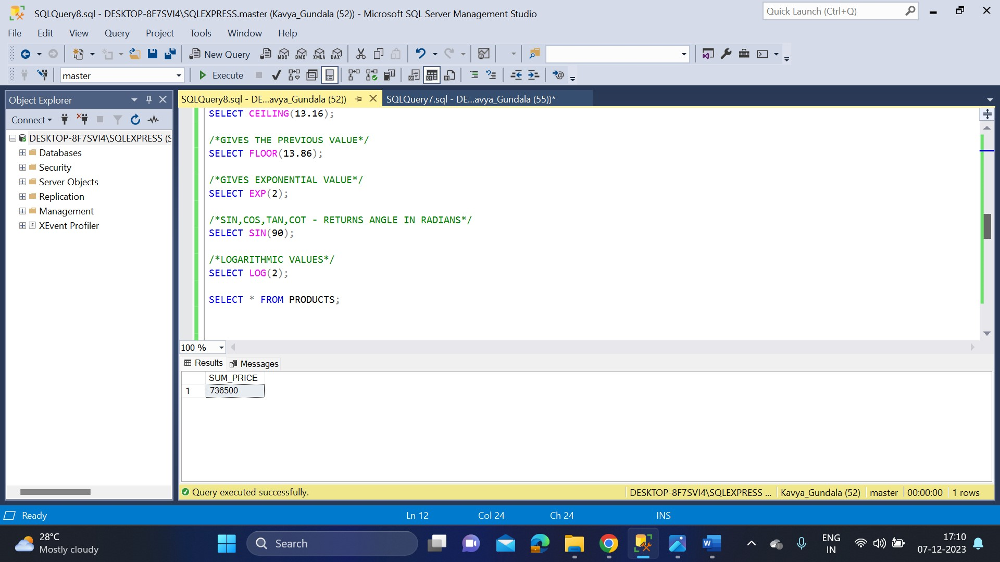 SQLQuery8.sql - DESKTOP-8F7SVI4\SQLEXPRESS.master (Kavya_Gundala (52)) - Microsoft SQL Server Management Studio
Quick Launch (Ctrl+Q)
File Edit View Query Project Tools Window Help
New Query MDX DMX XMLA DAX
master Execute
Object Explorer
SQLQuery8.sql - DE...avya_Gundala (52))
SQLQuery7.sql - DE...avya_Gundala (55))*
Connect
DESKTOP-8F7SVI4\SQLEXPRESS (S
Databases
Security
Server Objects
Replication
Management
XEvent Profiler
SELECT CEILING(13.16);
/*GIVES THE PREVIOUS VALUE*/
SELECT FLOOR(13.86);
/*GIVES EXPONENTIAL VALUE*/
SELECT EXP(2);
/*SIN,COS,TAN,COT - RETURNS ANGLE IN RADIANS*/
SELECT SIN(90);
/*LOGARITHMIC VALUES*/
SELECT LOG(2);
SELECT * FROM PRODUCTS;
100 %
Results Messages
SUM_PRICE
1 736500
Query executed successfully.
DESKTOP-8F7SVI4\SQLEXPRESS ... Kavya_Gundala (52) master 00:00:00 1 rows
Ready Ln 12 Col 24 Ch 24 INS
28°C
Mostly cloudy
Search
ENG
IN
17:10
07-12-2023